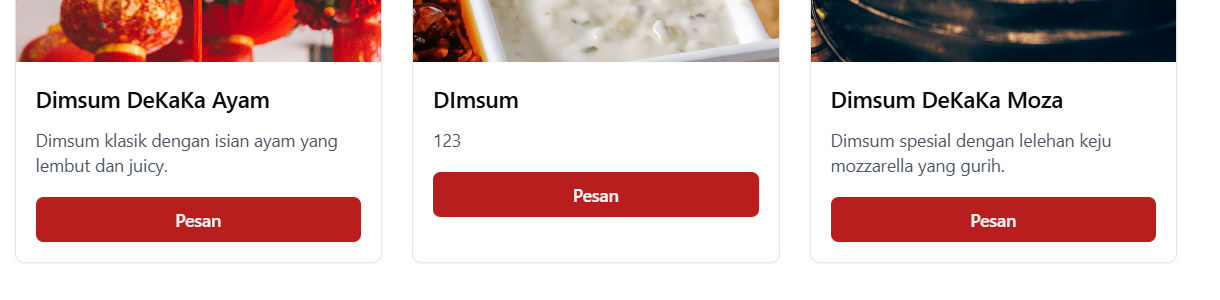 Dimsum DeKaKa Ayam
Dimsum klasik dengan isian ayam yang
lembut dan juicy.
Pesan
DImsum
123
Pesan
Dimsum DeKaKa Moza
Dimsum spesial dengan lelehan keju
mozzarella yang gurih.
Pesan